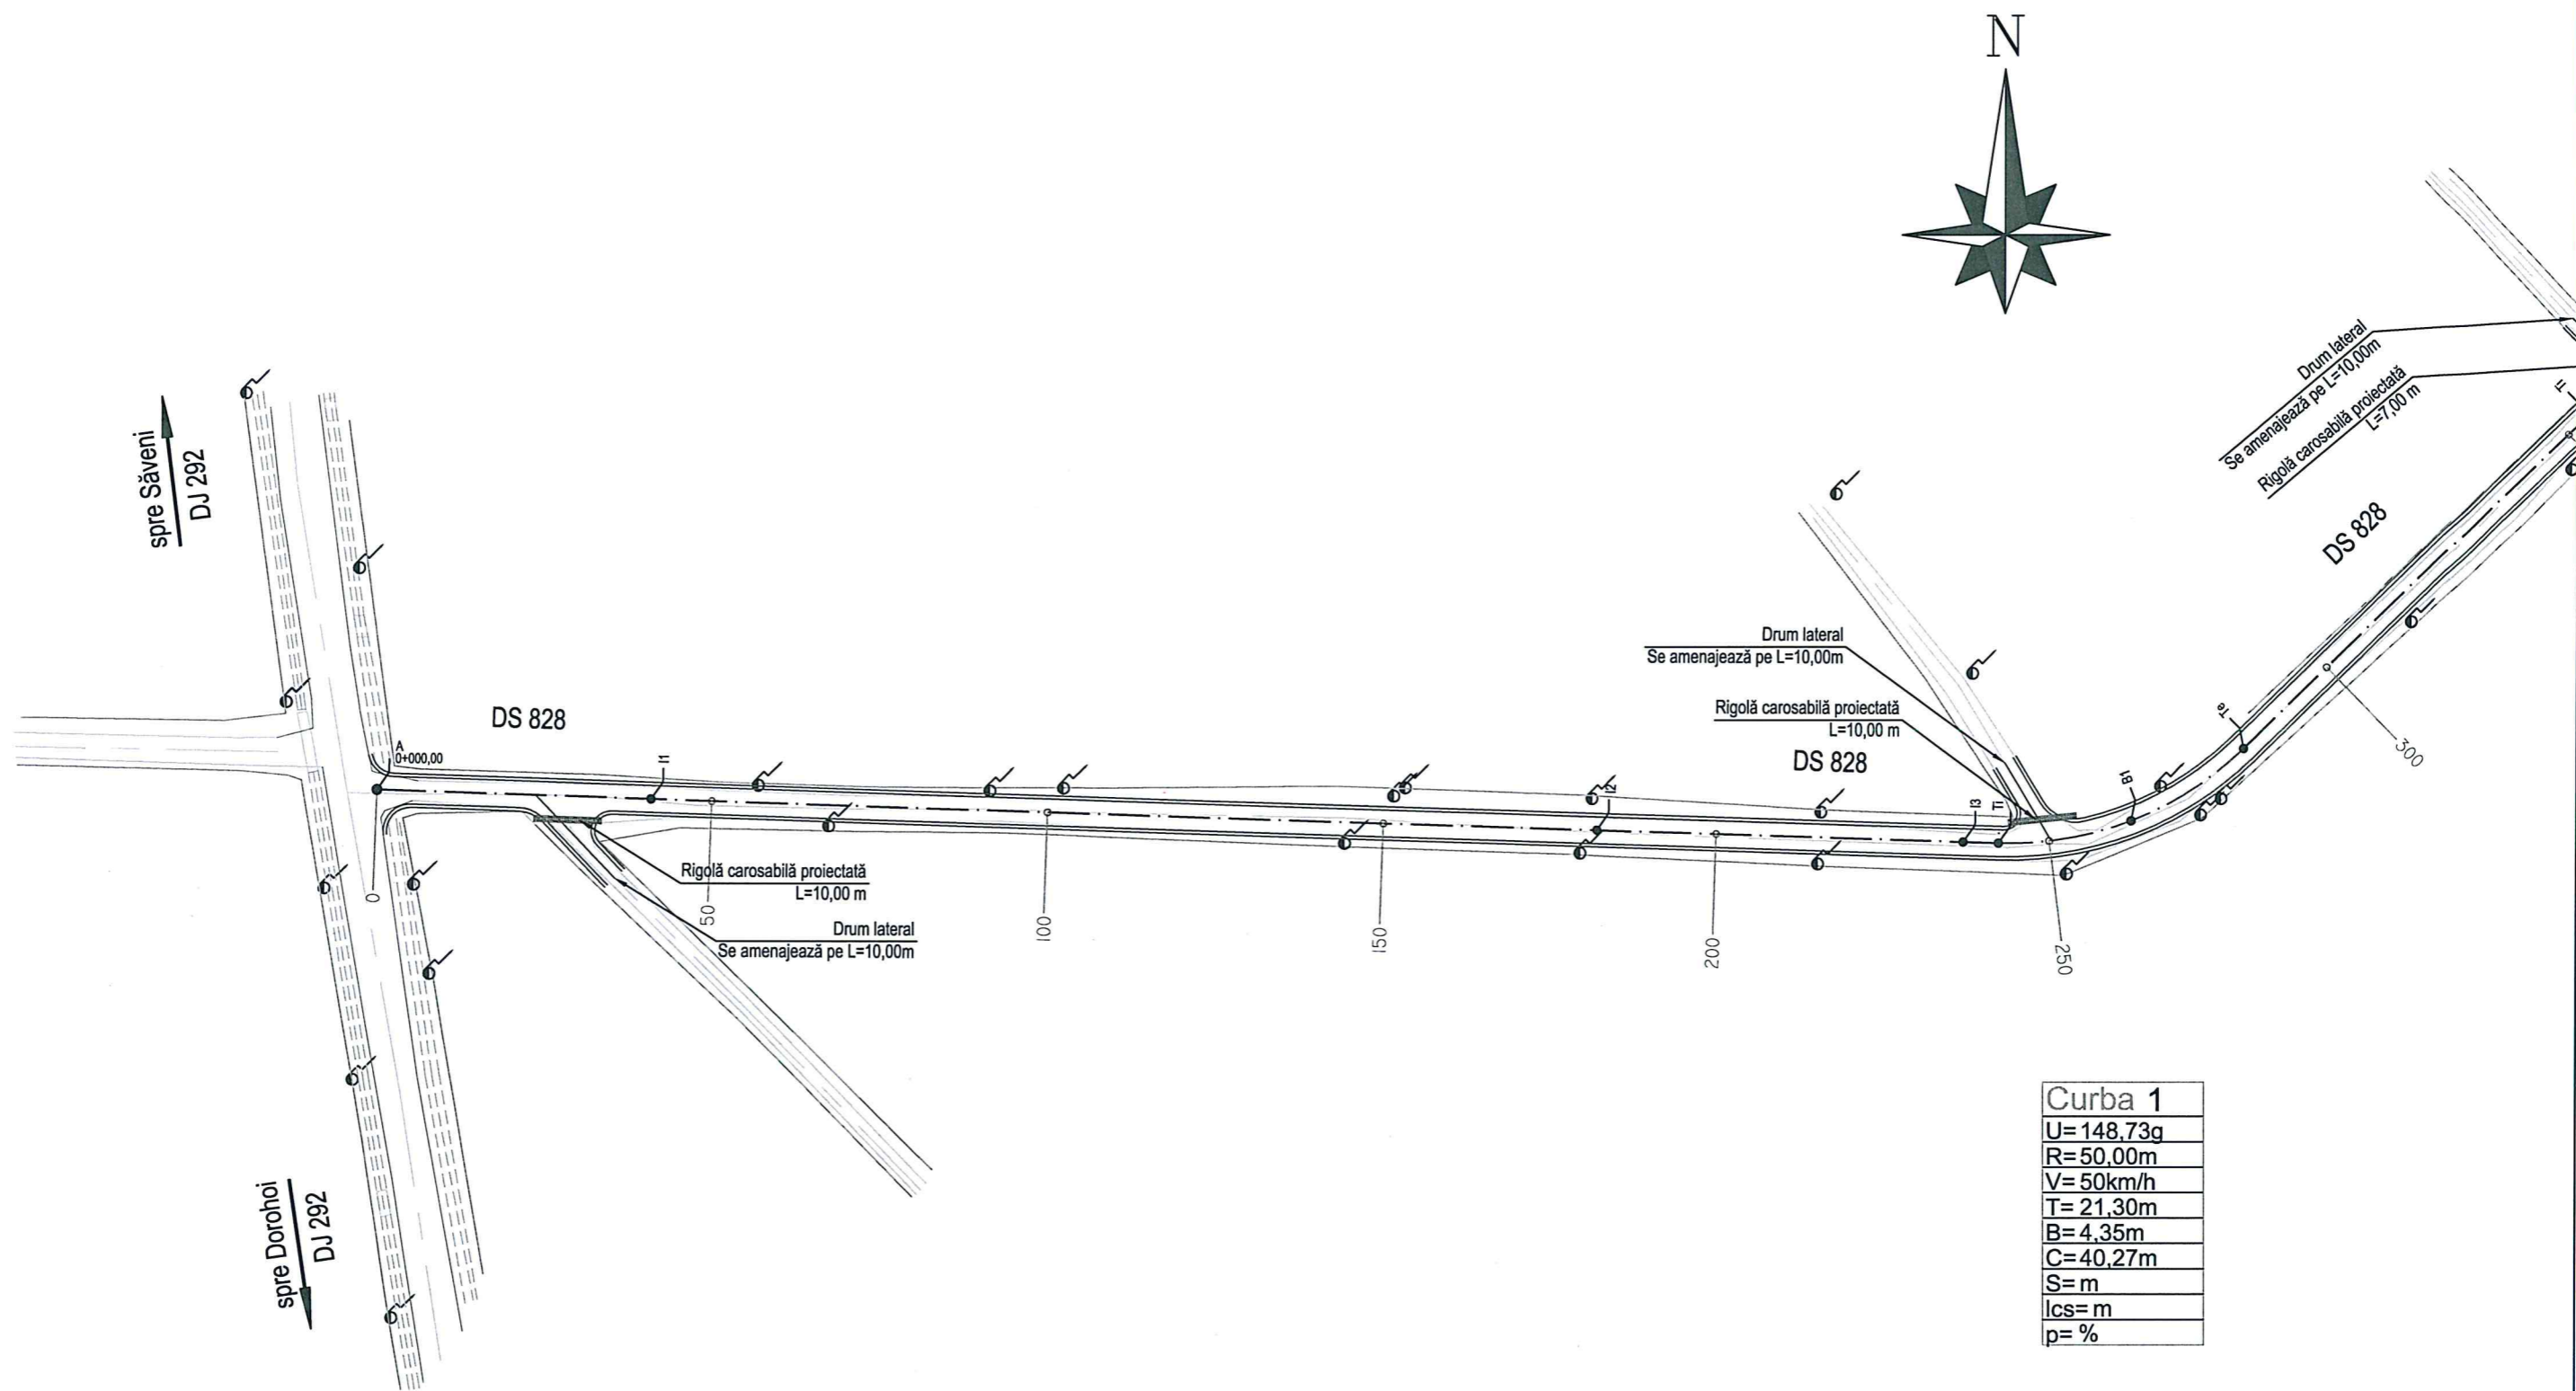 N
spre Săveni
DJ 292
DS 828
A
0+000,00
I1
I2
I3
Ti
B1
Te
0
50
100
150
200
250
300
Drum lateral
Se amenajează pe L=10,00m
Rigolă carosabilă proiectată
L=7,00 m
DS 828
Drum lateral
Se amenajează pe L=10,00m
Rigolă carosabilă proiectată
L=10,00 m
DS 828
Rigolă carosabilă proiectată
L=10,00 m
Drum lateral
Se amenajează pe L=10,00m
spre Dorohoi
DJ 292
Curba 1
U=148,73g
R=50,00m
V= 50km/h
T= 21,30m
B=4,35m
C=40,27m
S= m
lcs= m
p= %